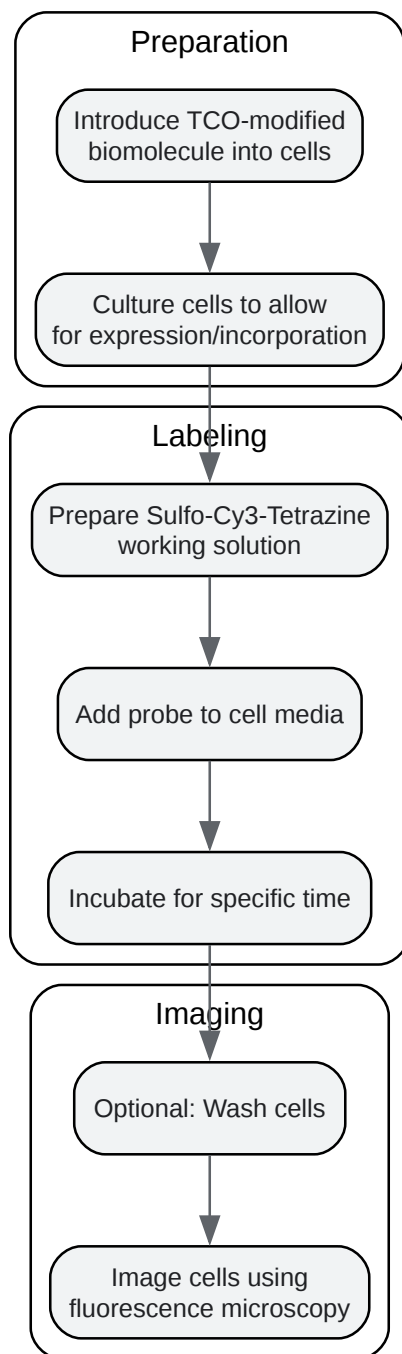 Preparation
Introduce TCO-modified
biomolecule into cells
Culture cells to allow
for expression/incorporation
Labeling
Prepare Sulfo-Cy3-Tetrazine
working solution
Add probe to cell media
Incubate for specific time
Imaging
Optional: Wash cells
Image cells using
fluorescence microscopy